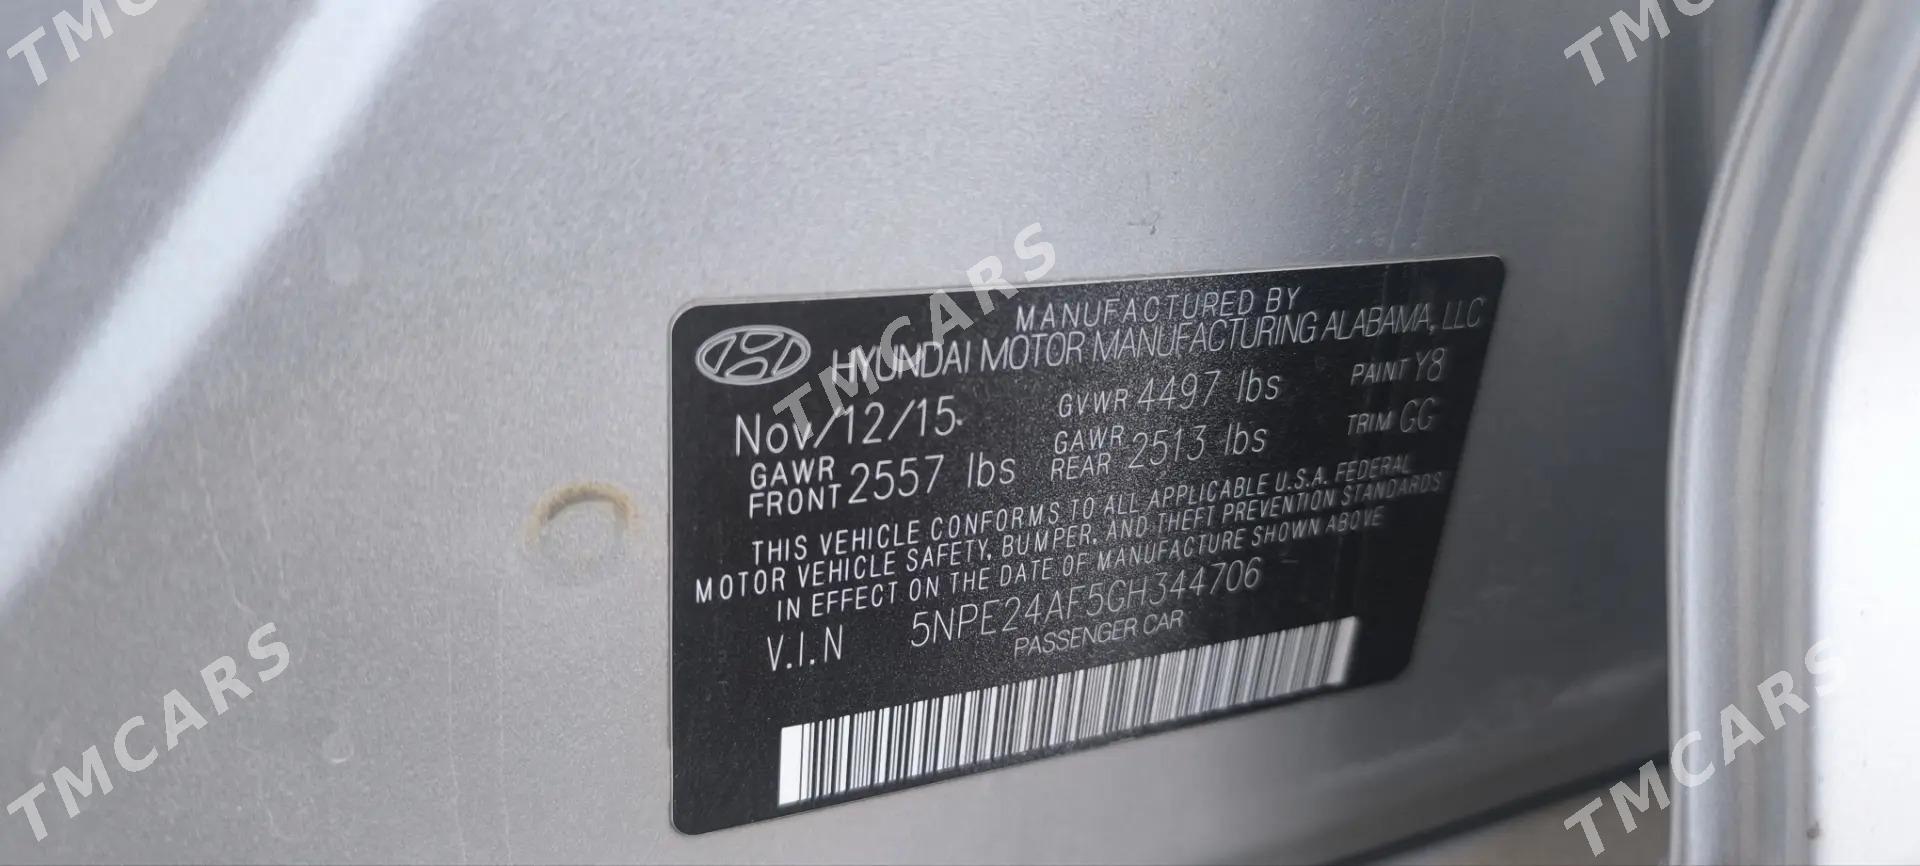 MANUFACTURED BY
HYUNDAI MOTOR MANUFACTURING ALABAMA, LLC
Nov/12/15 GVWR 4497 lbs PAINT Y8
GAWR FRONT 2557 lbs GAWR REAR 2513 lbs TRIM GG
THIS VEHICLE CONFORMS TO ALL APPLICABLE U.S.A. FEDERAL
MOTOR VEHICLE SAFETY, BUMPER, AND THEFT PREVENTION STANDARDS
IN EFFECT ON THE DATE OF MANUFACTURE SHOWN ABOVE
V.I.N 5NPE24AF5GH344706
PASSENGER CAR
TMCARS
TMCARS
TMCARS
TMCARS
TMCARS